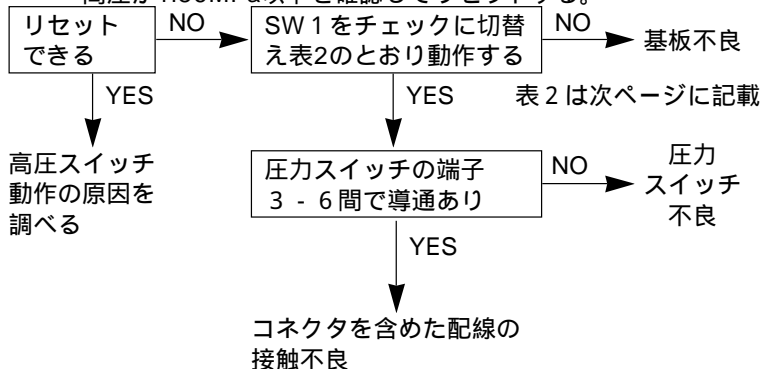 リセット
できる
NO
SW 1 をチェックに切替
え表2のとおり動作する
NO
基板不良
YES
YES
表 2 は次ページに記載
高圧スイッチ
動作の原因を
調べる
圧力スイッチの端子
3 - 6 間で導通あり
NO
圧力
スイッチ
不良
YES
コネクタを含めた配線の
接触不良